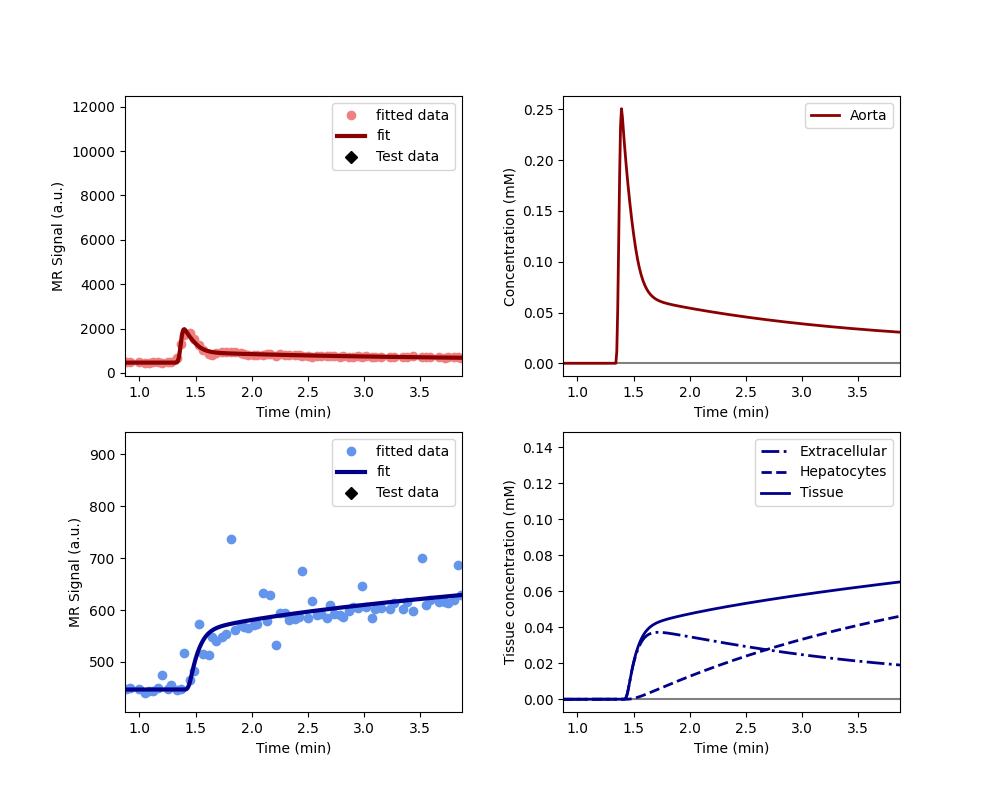 12000
10000
8000
6000
4000
2000
0
MR Signal (a.u.)
fitted data
fit
Test data
1.0 1.5 2.0 2.5 3.0 3.5
Time (min)
0.25
0.20
0.15
0.10
0.05
0.00
Concentration (mM)
Aorta
1.0 1.5 2.0 2.5 3.0 3.5
Time (min)
900
800
700
600
500
MR Signal (a.u.)
fitted data
fit
Test data
1.0 1.5 2.0 2.5 3.0 3.5
Time (min)
0.14
0.12
0.10
0.08
0.06
0.04
0.02
0.00
Tissue concentration (mM)
Extracellular
Hepatocytes
Tissue
1.0 1.5 2.0 2.5 3.0 3.5
Time (min)